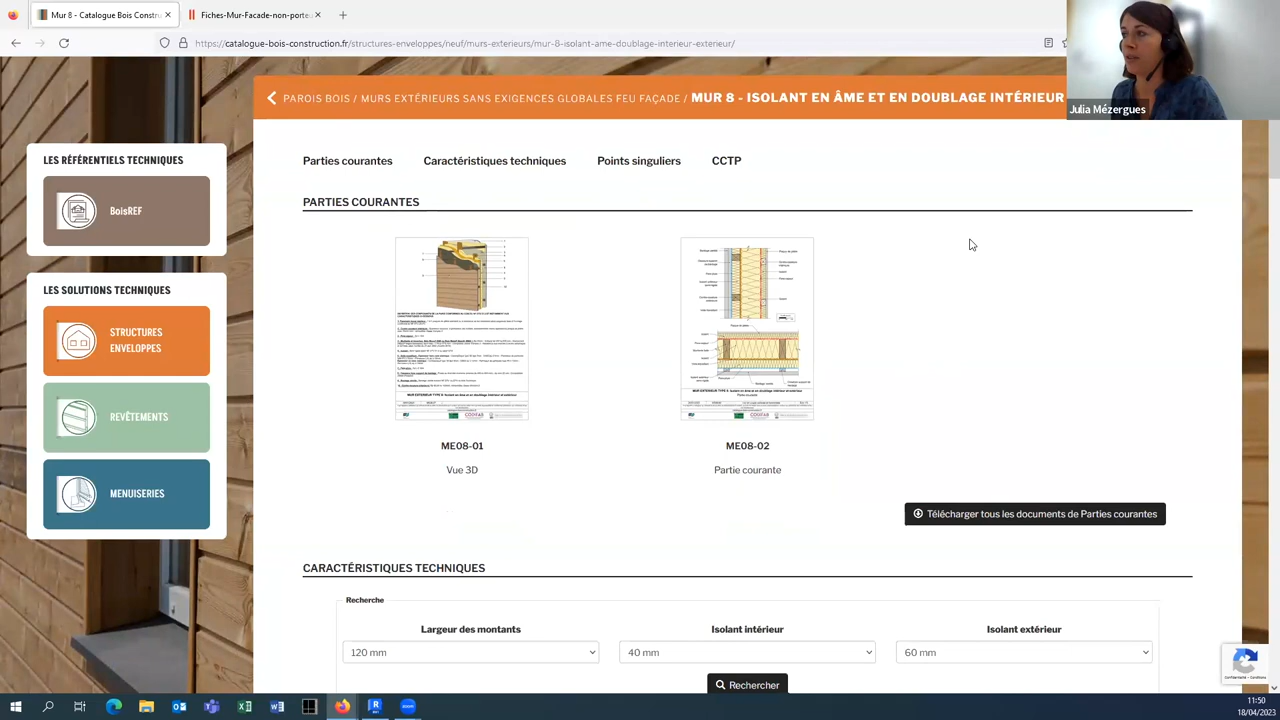 Mur 8 - Catalogue Bois Constru
Fiches-Mur-Facade-non-porte
https://catalogue-bois-construction.fr/structures-enveloppes/neuf/murs-exterieurs/mur-8-isolant-âme-doublage-interieur-exterieur/
Julia Mézergues
PAROIS BOIS / MURS EXTÉRIEURS SANS EXIGENCES GLOBALES FEU FAÇADE / MUR 8 - ISOLANT EN ÂME ET EN DOUBLAGE INTÉRIEUR
LES RÉFÉRENTIELS TECHNIQUES
BoisREF
LES SOLUTIONS TECHNIQUES
STRUCTURES
ENVELOPPES
REVÊTEMENTS
MENUISERIES
Parties courantes Caractéristiques techniques Points singuliers CCTP
PARTIES COURANTES
ME08-01
Vue 3D
ME08-02
Partie courante
Télécharger tous les documents de Parties courantes
CARACTÉRISTIQUES TECHNIQUES
Recherche
Largeur des montants Isolant intérieur Isolant extérieur
120 mm 40 mm 60 mm
Rechercher
11:50
18/04/2023